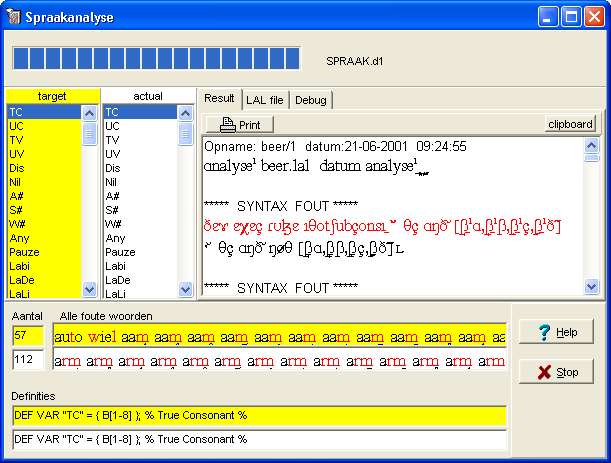 Spraakanalyse
SPRAAK.d1
target actual
TC TC
UC UC
TV TV
UV UV
Dis Dis
Nil Nil
A# A#
S# S#
W# W#
Any Any
Pauze Pauze
Labi Labi
LaDe LaDe
LaLi LaLi
Result LAL file Debug
Print clipboard
Opname: beer/1 datum:21-06-2001 09:24:55
ɑnalyse¹ beer.lal datum analyse¹
***** SYNTAX FOUT *****
***** SYNTAX FOUT *****
Aantal Alle foute woorden
57 auto wiel aam aam aam aam aam aam aam aam aam aam
112 arm arm arm arm arm arm arm arm arm arm arm arm
Help
Stop
Definities
DEF VAR "TC" = { B[1-8] }; % True Consonant %
DEF VAR "TC" = { B[1-8] }; % True Consonant %